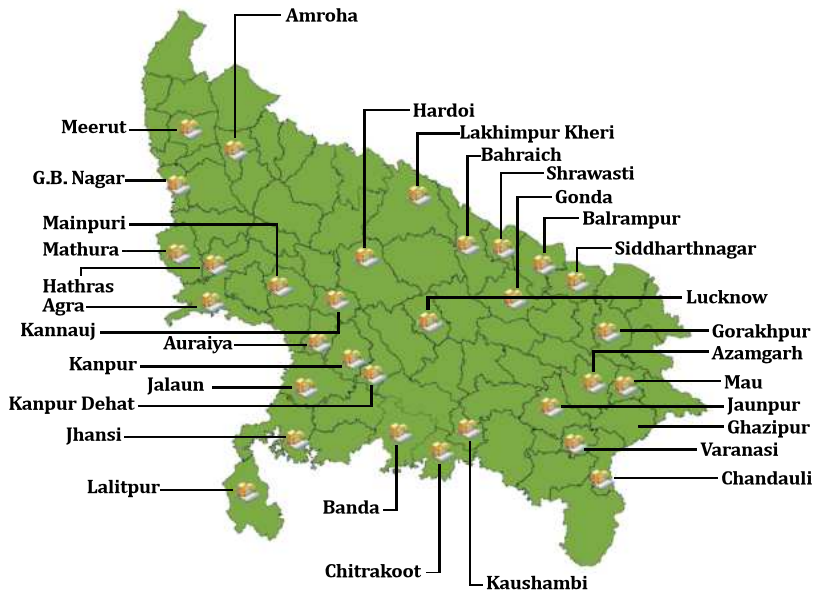 Amroha
Hardoi
Meerut
Lakhimpur Kheri
Bahraich
Shrawasti
G.B. Nagar
Gonda
Balrampur
Mainpuri
Mathura
Siddharthnagar
Hathras
Agra
Lucknow
Kannauj
Gorakhpur
Auraiya
Azamgarh
Kanpur
Mau
Jalaun
Kanpur Dehat
Jaunpur
Ghazipur
Jhansi
Varanasi
Chandauli
Lalitpur
Banda
Chitrakoot
Kaushambi